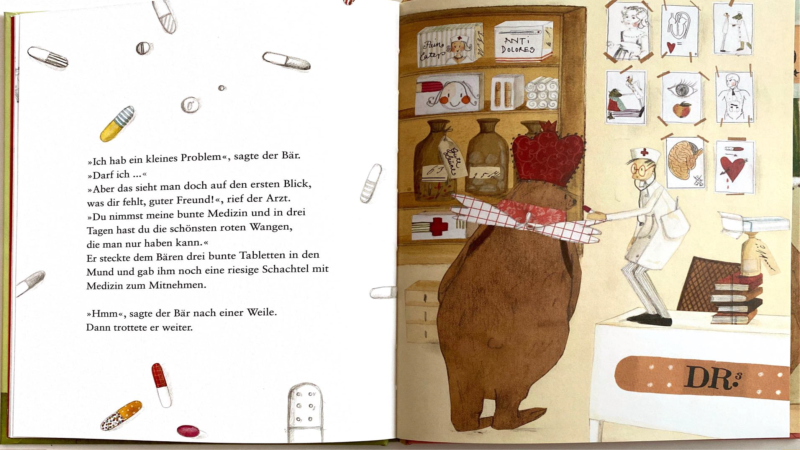 »Ich hab ein kleines Problem«, sagte der Bär.
»Darf ich ...«
»Aber das sieht man doch auf den ersten Blick,
was dir fehlt, guter Freund!«, rief der Arzt.
»Du nimmst meine bunte Medizin und in drei
Tagen hast du die schönsten roten Wangen,
die man nur haben kann.«
Er steckte dem Bären drei bunte Tabletten in den
Mund und gab ihm noch eine riesige Schachtel mit
Medizin zum Mitnehmen.
»Hmm«, sagte der Bär nach einer Weile.
Dann trottete er weiter.
ANTI
DOLORES
DR: